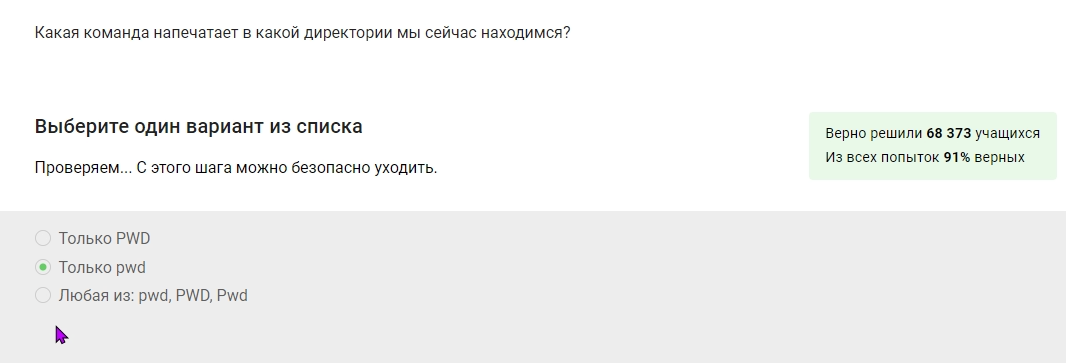 Какая команда напечатает в какой директории мы сейчас находимся?
Выберите один вариант из списка
Проверяем... С этого шага можно безопасно уходить.
Верно решили 68 373 учащихся
Из всех попыток 91% верных
Только PWD
Только pwd
Любая из: pwd, PWD, Pwd